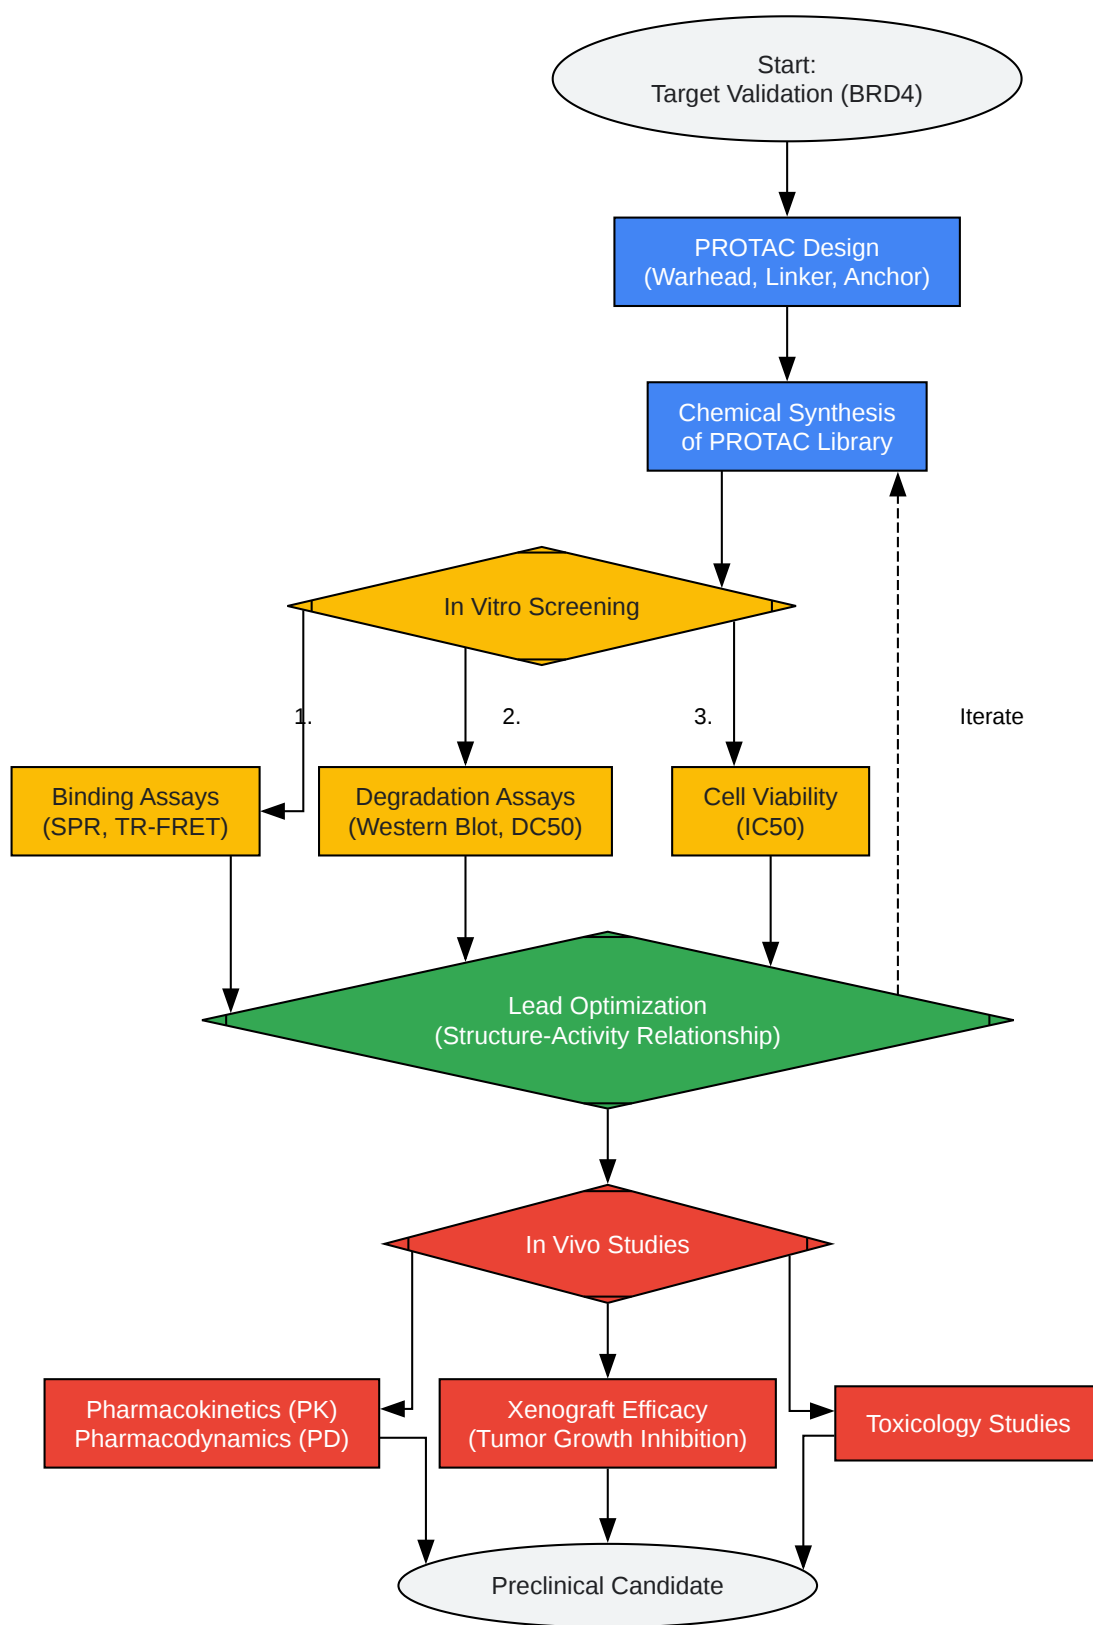 Start:
Target Validation (BRD4)
PROTAC Design
(Warhead, Linker, Anchor)
Chemical Synthesis
of PROTAC Library
In Vitro Screening
1.
2.
3.
Iterate
Binding Assays
(SPR, TR-FRET)
Degradation Assays
(Western Blot, DC50)
Cell Viability
(IC50)
Lead Optimization
(Structure-Activity Relationship)
In Vivo Studies
Pharmacokinetics (PK)
Pharmacodynamics (PD)
Xenograft Efficacy
(Tumor Growth Inhibition)
Toxicology Studies
Preclinical Candidate